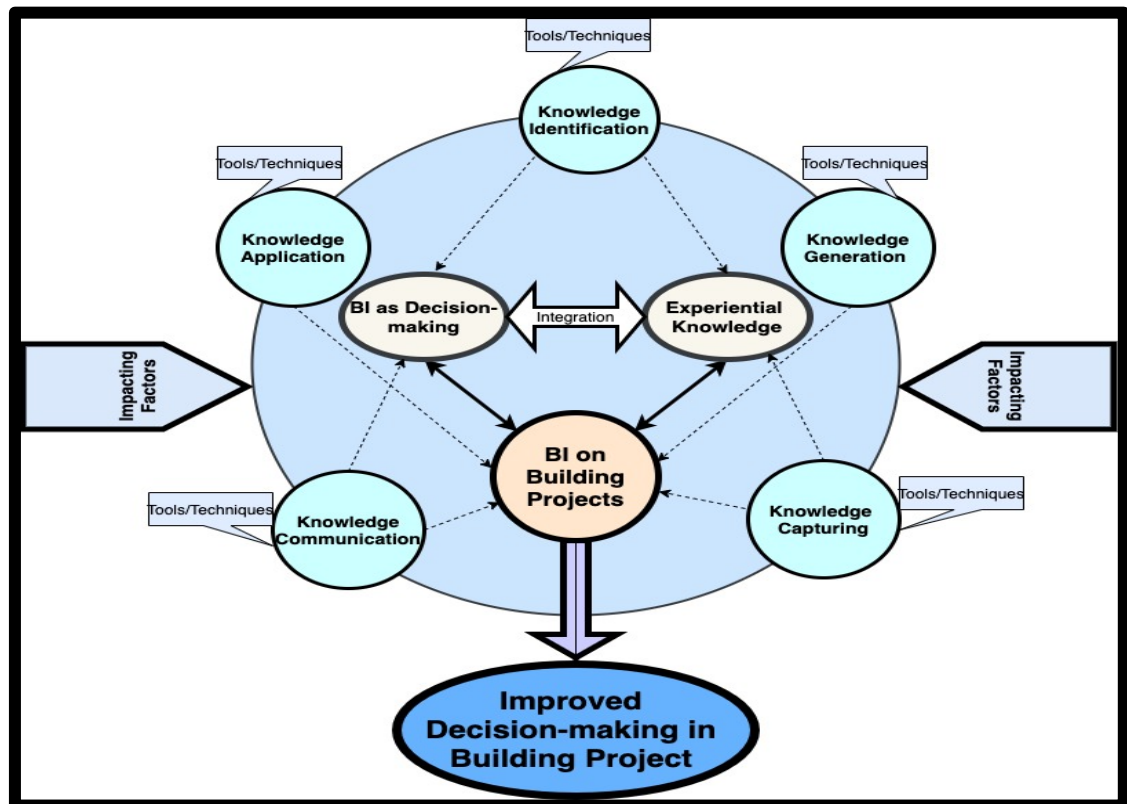 Tools/Techniques
Knowledge
Identification
Tools/Techniques
Tools/Techniques
Knowledge
Application
Knowledge
Generation
BI as Decision-
making
Integration
Experiential
Knowledge
Impacting
Factors
Impacting
Factors
BI on
Building
Projects
Tools/Techniques
Knowledge
Communication
Tools/Techniques
Knowledge
Capturing
Improved
Decision-making in
Building Project